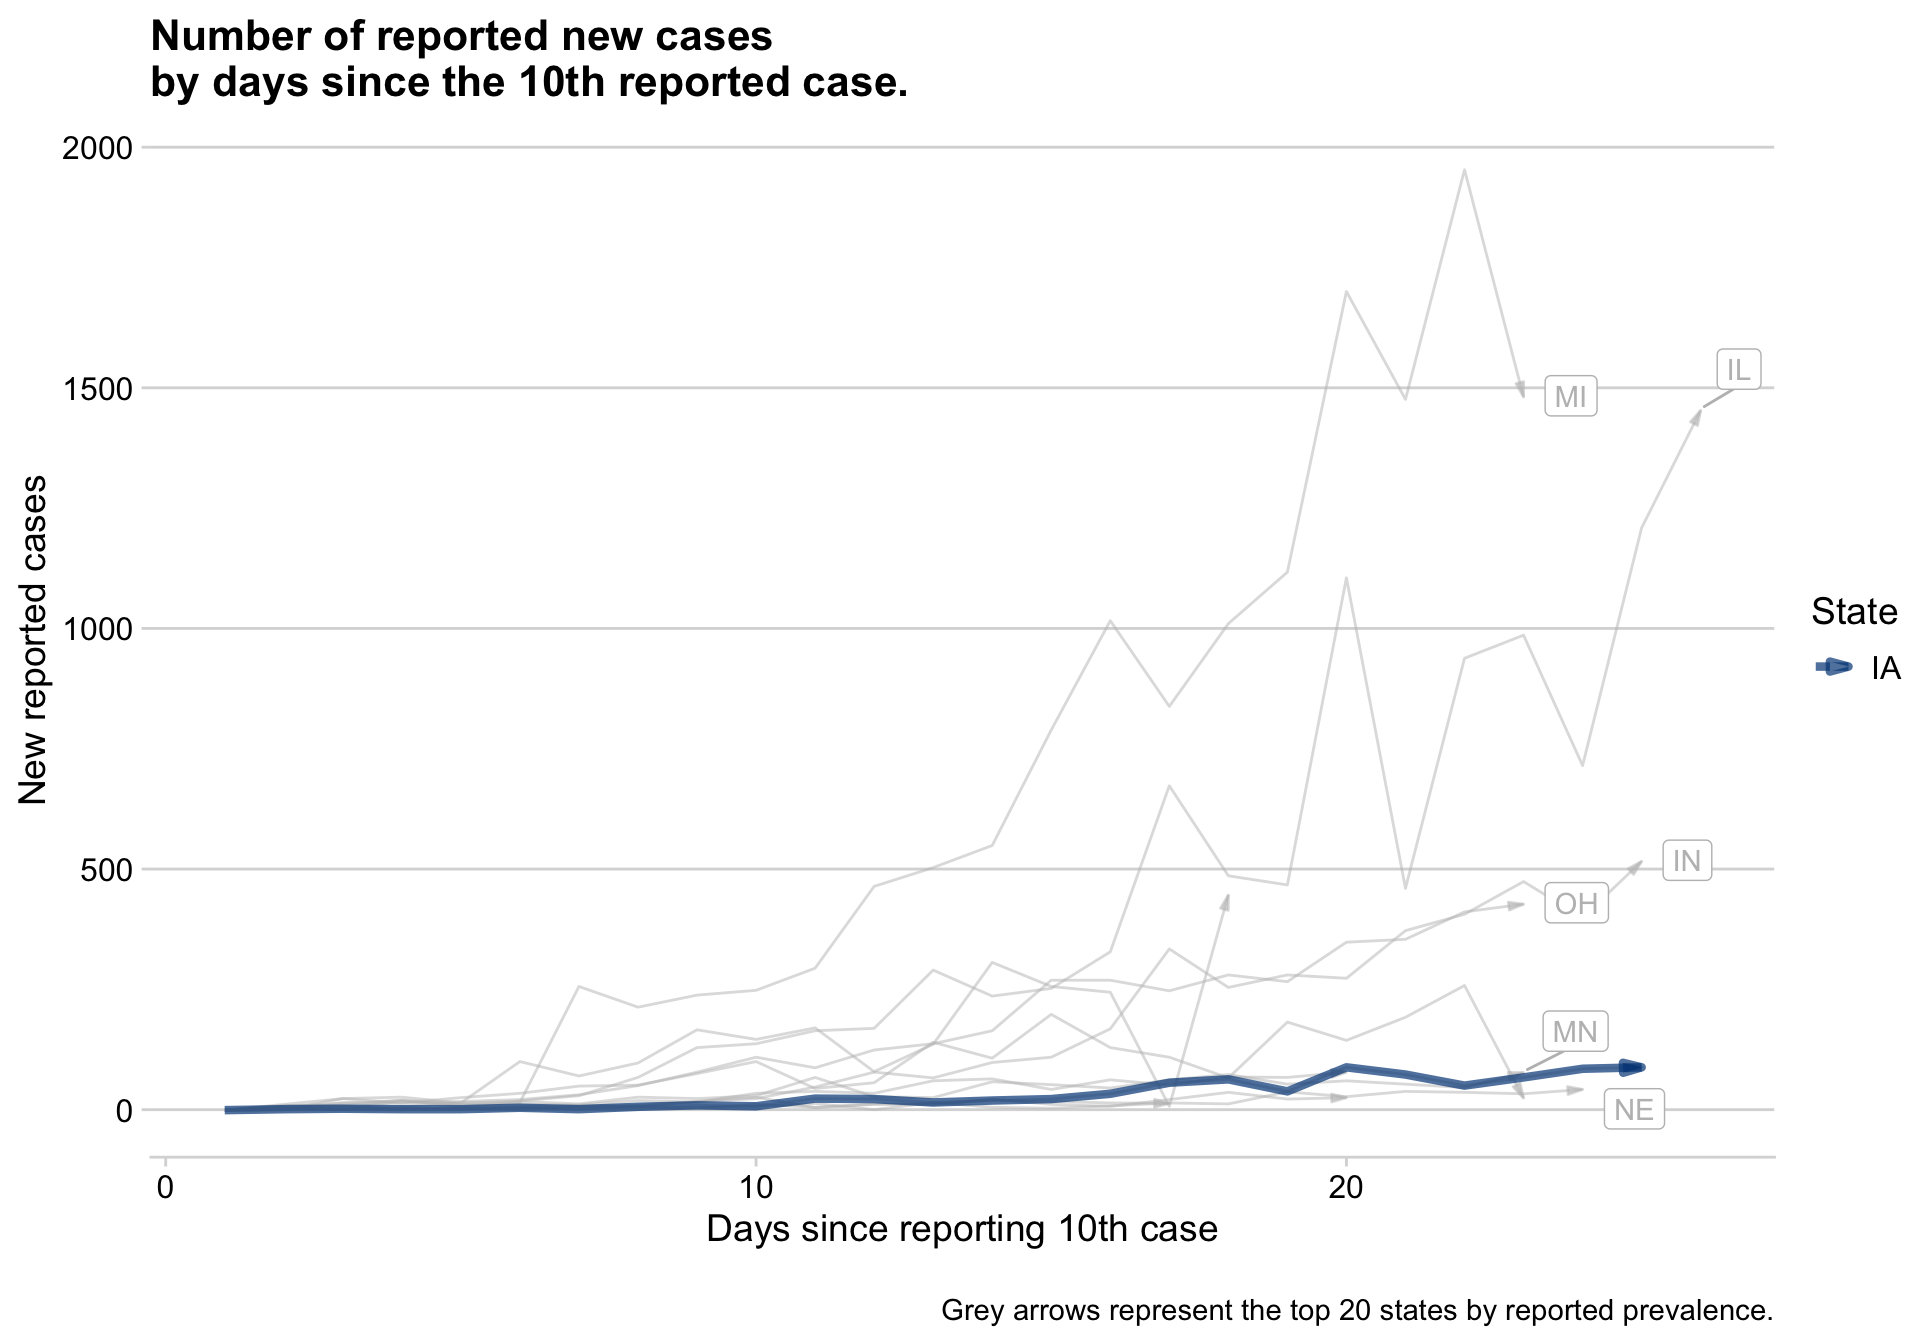 Number of reported new cases
by days since the 10th reported case.
2000
1500
1000
500
0
New reported cases
MI
IL
IN
OH
MN
NE
State
IA
0
10
20
Days since reporting 10th case
Grey arrows represent the top 20 states by reported prevalence.